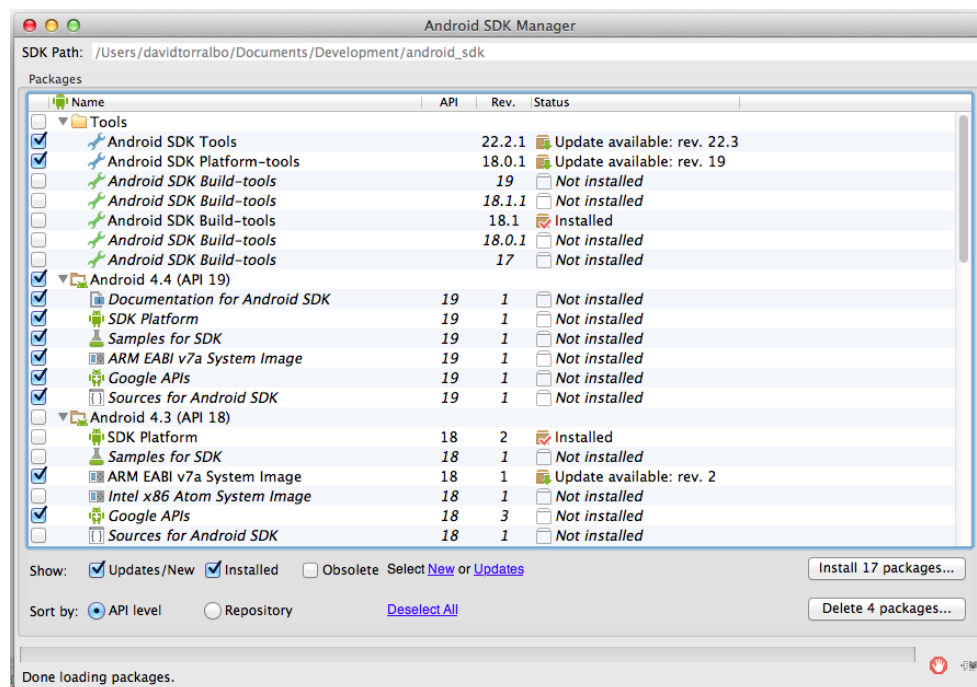 Android SDK Manager
SDK Path: /Users/davidtorralbo/Documents/Development/android_sdk
Packages
Name API Rev. Status
Tools
Android SDK Tools 22.2.1 Update available: rev. 22.3
Android SDK Platform-tools 18.0.1 Update available: rev. 19
Android SDK Build-tools 19 Not installed
Android SDK Build-tools 18.1.1 Not installed
Android SDK Build-tools 18.1 Installed
Android SDK Build-tools 18.0.1 Not installed
Android SDK Build-tools 17 Not installed
Android 4.4 (API 19)
Documentation for Android SDK 19 1 Not installed
SDK Platform 19 1 Not installed
Samples for SDK 19 1 Not installed
ARM EABI v7a System Image 19 1 Not installed
Google APIs 19 1 Not installed
Sources for Android SDK 19 1 Not installed
Android 4.3 (API 18)
SDK Platform 18 2 Installed
Samples for SDK 18 1 Not installed
ARM EABI v7a System Image 18 1 Update available: rev. 2
Intel x86 Atom System Image 18 1 Not installed
Google APIs 18 3 Not installed
Sources for Android SDK 18 1 Not installed
Show: Updates/New Installed Obsolete Select New or Updates Install 17 packages...
Sort by: API level Repository Deselect All Delete 4 packages...
Done loading packages.